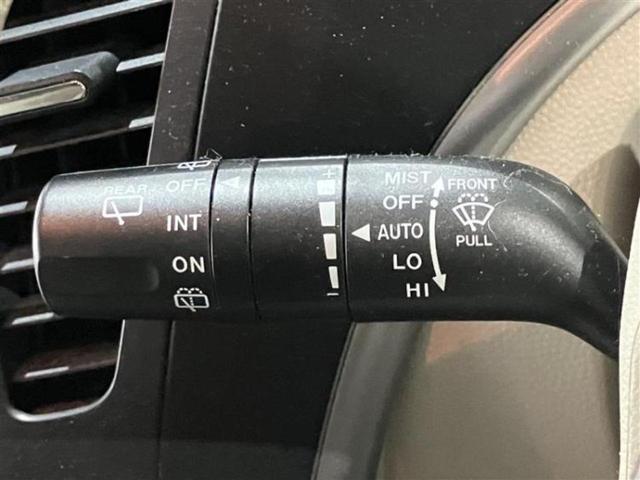 REAR
OFF
INT
ON
+
−
MIST
OFF
AUTO
LO
HI
FRONT
PULL